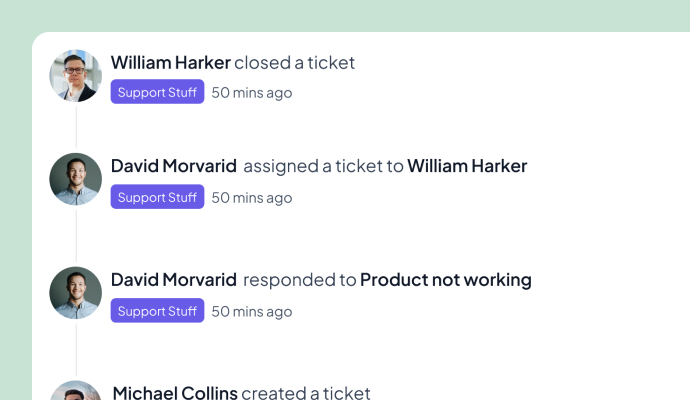 William Harker closed a ticket
Support Stuff 50 mins ago
David Morvarid assigned a ticket to William Harker
Support Stuff 50 mins ago
David Morvarid responded to Product not working
Support Stuff 50 mins ago
Michael Collins created a ticket